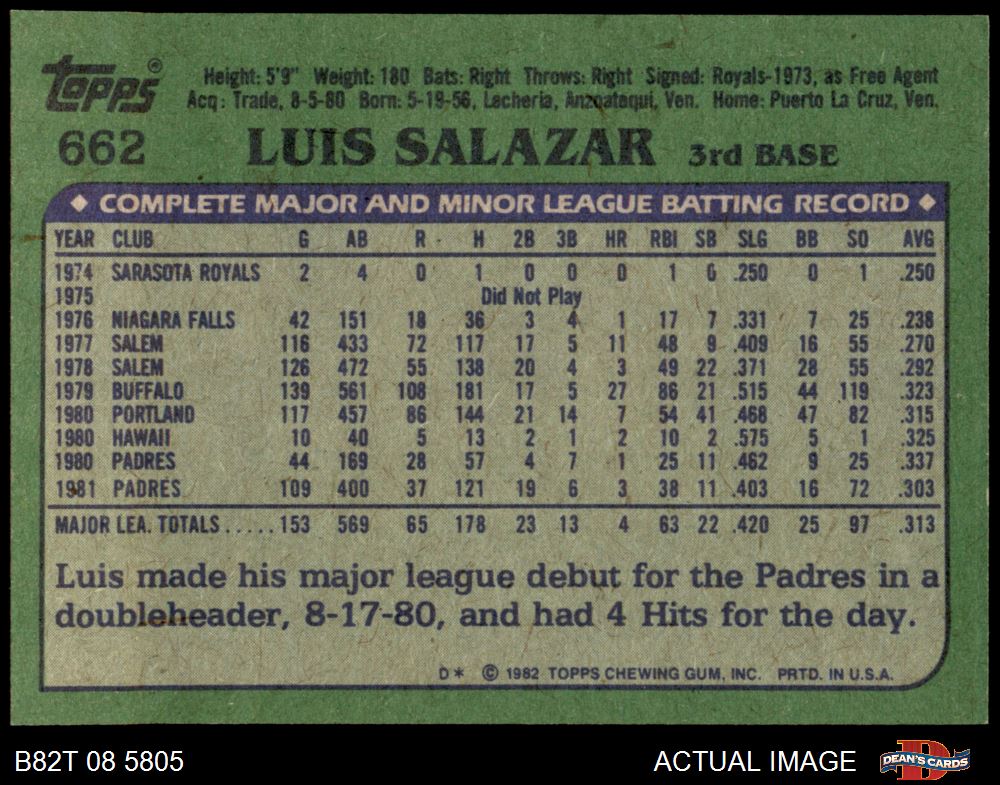 TOPPS®
Height: 5'9" Weight: 180 Bats: Right Throws: Right Signed: Royals-1973, as Free Agent
Acq: Trade, 8-5-80 Born: 5-19-56, Lecheria, Anzoataqui, Ven. Home: Puerto La Cruz, Ven.
662 LUIS SALAZAR 3rd BASE
◆ COMPLETE MAJOR AND MINOR LEAGUE BATTING RECORD ◆
YEAR CLUB G AB R H 2B 3B HR RBI SB SLG BB SO AVG
1974 SARASOTA ROYALS 2 4 0 1 0 0 0 1 0 .250 0 1 .250
1975 Did Not Play
1976 NIAGARA FALLS 42 151 18 36 3 4 1 17 7 .331 7 25 .238
1977 SALEM 116 433 72 117 17 5 11 48 9 .409 16 55 .270
1978 SALEM 126 472 55 138 20 4 3 49 22 .371 28 55 .292
1979 BUFFALO 139 561 108 181 17 5 27 86 21 .515 44 119 .323
1980 PORTLAND 117 457 86 144 21 14 7 54 41 .468 47 82 .315
1980 HAWAII 10 40 5 13 2 1 2 10 2 .575 5 1 .325
1980 PADRES 44 169 28 57 4 7 1 25 11 .462 9 25 .337
1981 PADRES 109 400 37 121 19 6 3 38 11 .403 16 72 .303
MAJOR LEA. TOTALS.....153 569 65 178 23 13 4 63 22 .420 25 97 .313
Luis made his major league debut for the Padres in a
doubleheader, 8-17-80, and had 4 Hits for the day.
D* © 1982 TOPPS CHEWING GUM, INC. PRTD. IN U.S.A.
B82T 08 5805 ACTUAL IMAGE DEAN'S CARDS